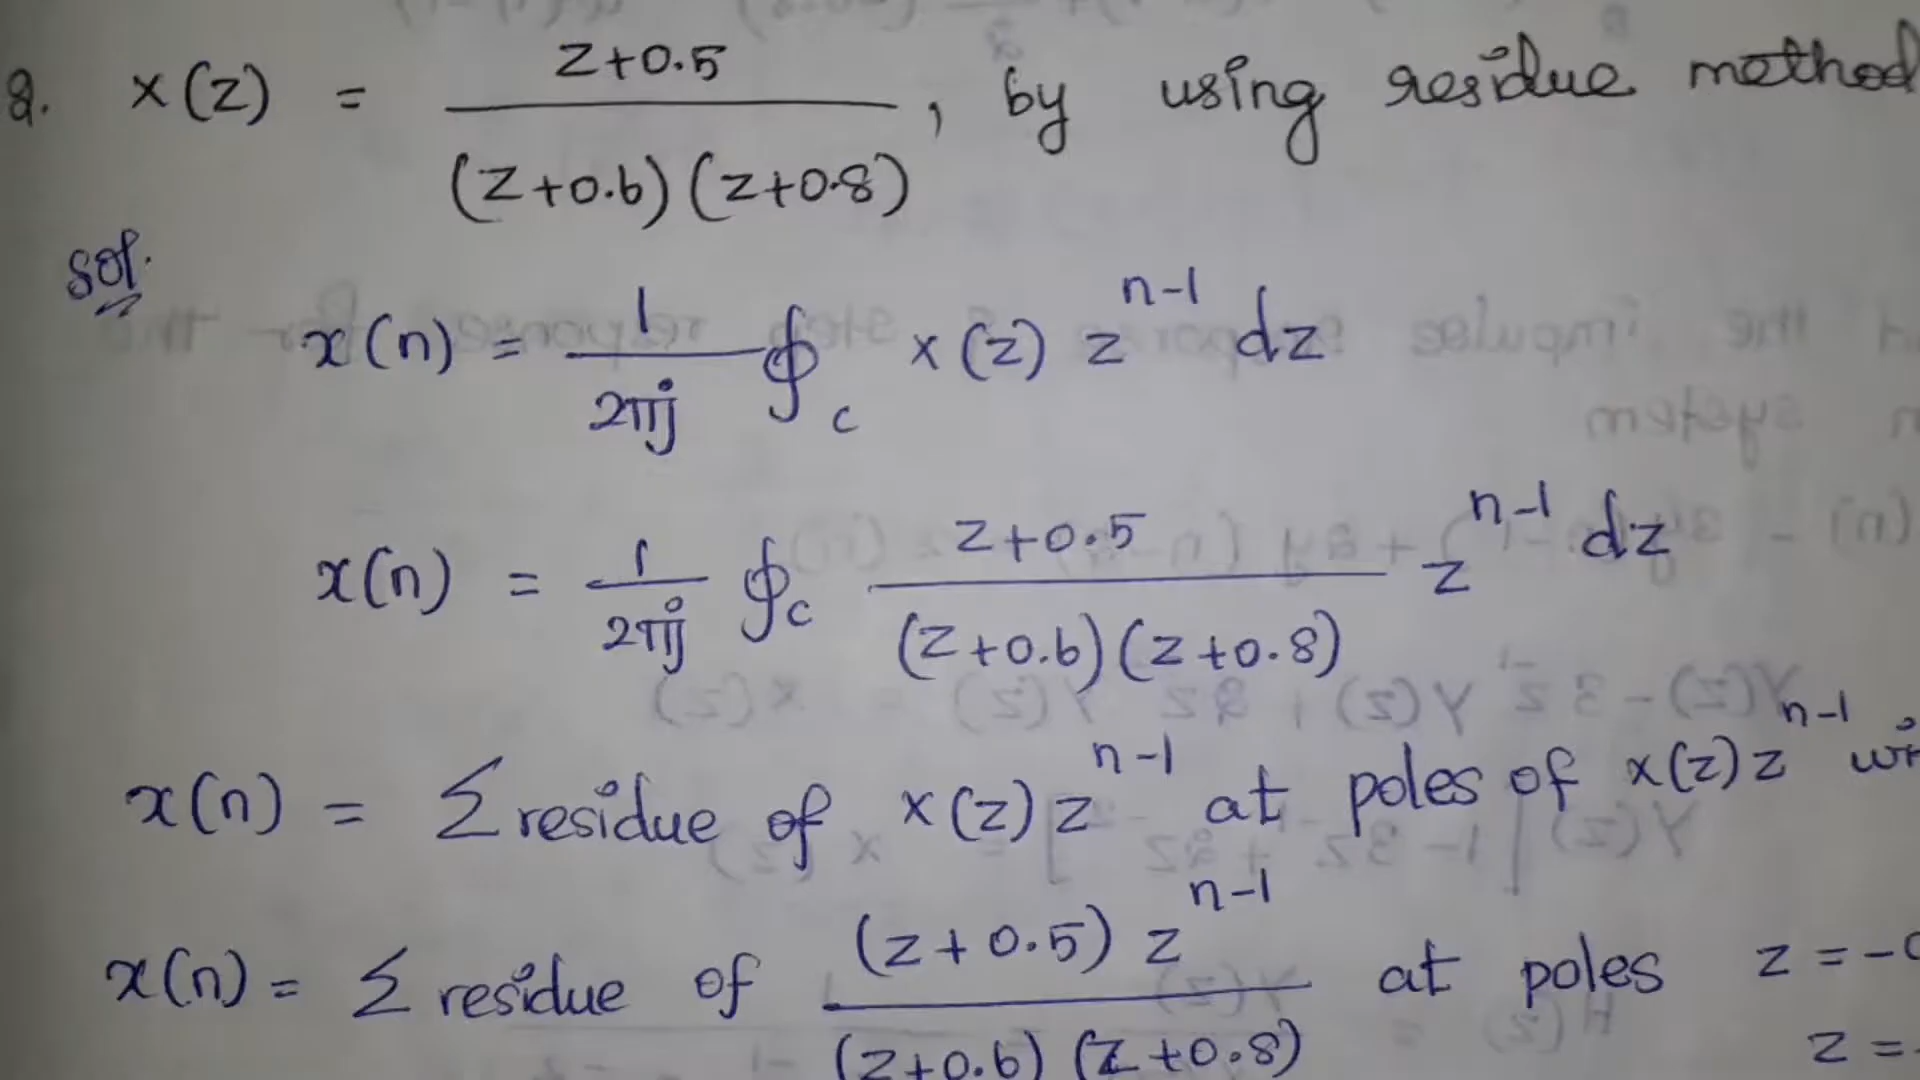 2. x(z) = z+0.5 / (z+0.6)(z+0.8) , by using residue method
sol.
x(n) = 1/2πj ∮c x(z) z^n-1 dz
x(n) = 1/2πj ∮c z+0.5 / (z+0.6)(z+0.8) z^n-1 dz
x(n) = Σ residue of x(z) z^n-1 at poles of x(z) z^n-1
x(n) = Σ residue of (z+0.5) z^n-1 / (z+0.6)(z+0.8) at poles z = -0
z =